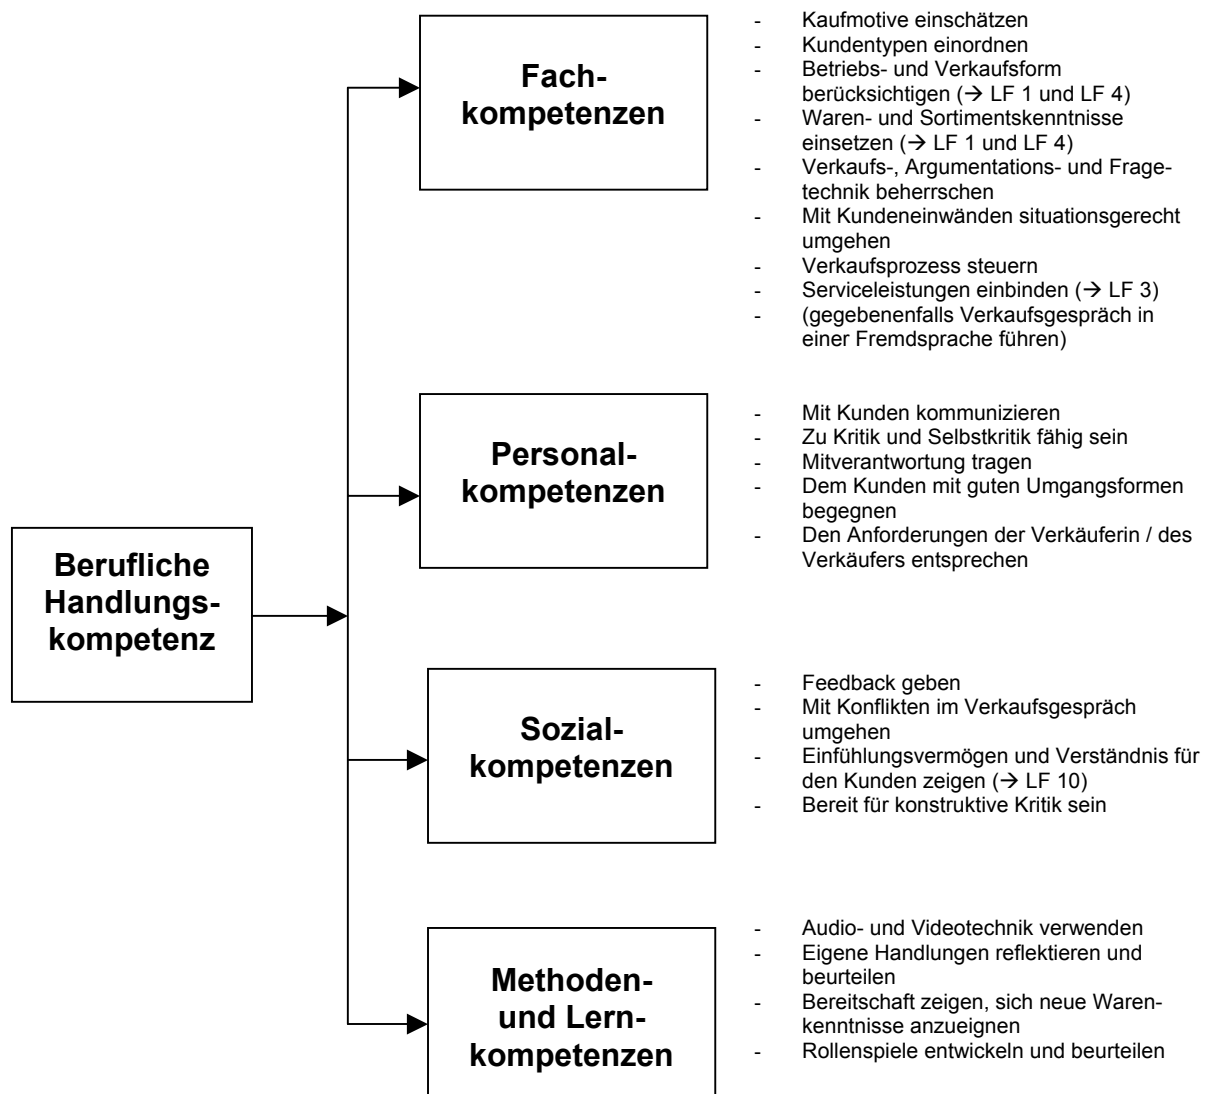 Fach-
kompetenzen
- Kaufmotive einschätzen
- Kundentypen einordnen
- Betriebs- und Verkaufsform
berücksichtigen (→ LF 1 und LF 4)
- Waren- und Sortimentskenntnisse
einsetzen (→ LF 1 und LF 4)
- Verkaufs-, Argumentations- und Frage-
technik beherrschen
- Mit Kundeneinwänden situationsgerecht
umgehen
- Verkaufsprozess steuern
- Serviceleistungen einbinden (→ LF 3)
- (gegebenenfalls Verkaufsgespräch in
einer Fremdsprache führen)
Personal-
kompetenzen
- Mit Kunden kommunizieren
- Zu Kritik und Selbstkritik fähig sein
- Mitverantwortung tragen
- Dem Kunden mit guten Umgangsformen
begegnen
- Den Anforderungen der Verkäuferin / des
Verkäufers entsprechen
Berufliche
Handlungs-
kompetenz
Sozial-
kompetenzen
- Feedback geben
- Mit Konflikten im Verkaufsgespräch
umgehen
- Einfühlungsvermögen und Verständnis für
den Kunden zeigen (→ LF 10)
- Bereit für konstruktive Kritik sein
Methoden-
und Lern-
kompetenzen
- Audio- und Videotechnik verwenden
- Eigene Handlungen reflektieren und
beurteilen
- Bereitschaft zeigen, sich neue Waren-
kenntnisse anzueignen
- Rollenspiele entwickeln und beurteilen